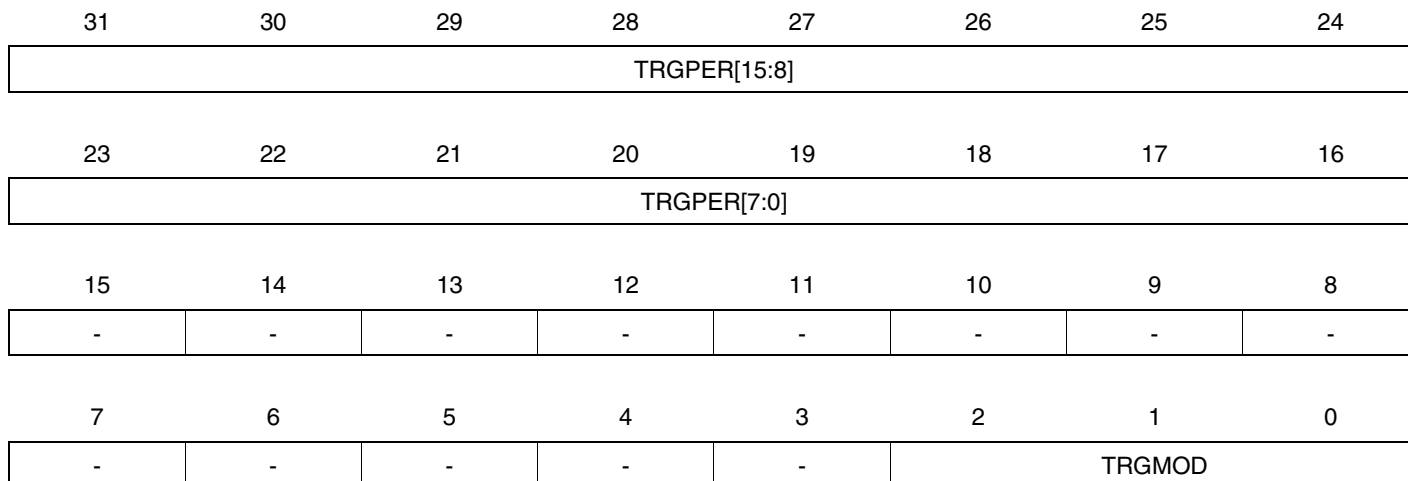 31 30 29 28 27 26 25 24
TRGPER[15:8]
23 22 21 20 19 18 17 16
TRGPER[7:0]
15 14 13 12 11 10 9 8
- - - - - - - -
7 6 5 4 3 2 1 0
- - - - - TRGMOD